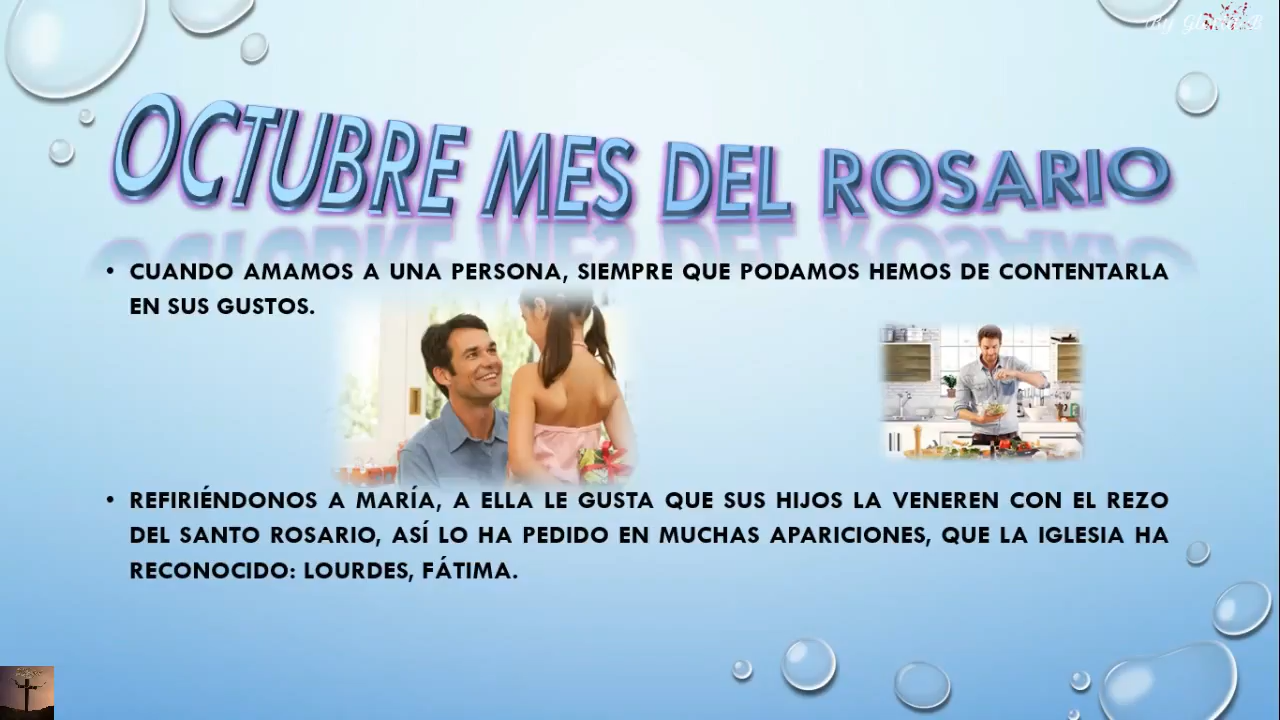 OCTUBRE MES DEL ROSARIO
• CUANDO AMAMOS A UNA PERSONA, SIEMPRE QUE PODAMOS HEMOS DE CONTENTARLA
EN SUS GUSTOS.
• REFIRIÉNDONOS A MARÍA, A ELLA LE GUSTA QUE SUS HIJOS LA VENEREN CON EL REZO
DEL SANTO ROSARIO, ASÍ LO HA PEDIDO EN MUCHAS APARICIONES, QUE LA IGLESIA HA
RECONOCIDO: LOURDES, FÁTIMA.